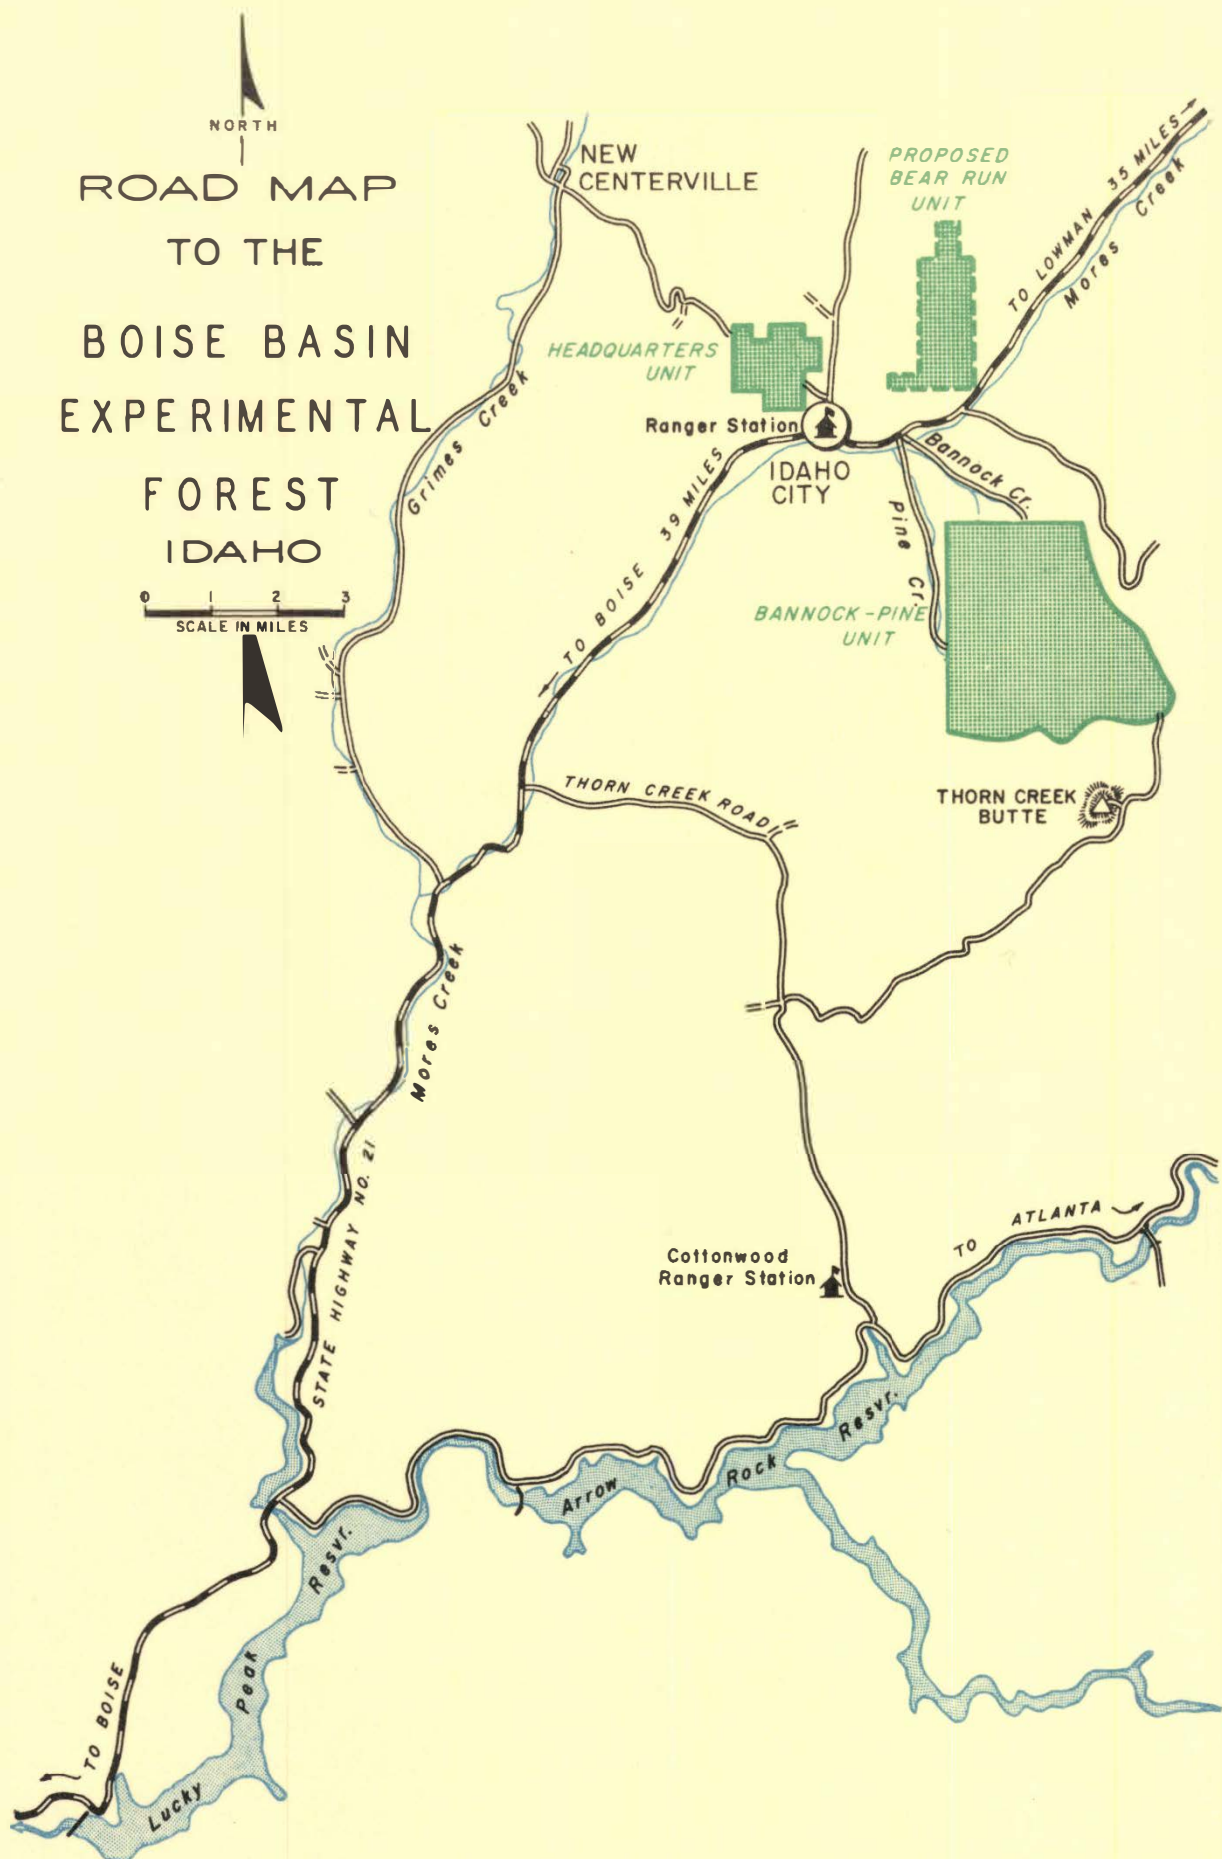 NORTH
ROAD MAP
TO THE
BOISE BASIN
EXPERIMENTAL
FOREST
IDAHO
0 1 2 3
SCALE IN MILES
NEW
CENTERVILLE
PROPOSED
BEAR RUN
UNIT
TO LOWMAN 35 MILES
Mores Creek
HEADQUARTERS
UNIT
Grimes Creek
Ranger Station
IDAHO
CITY
Bannock Cr.
Pine Cr.
TO BOISE 39 MILES
BANNOCK-PINE
UNIT
THORN CREEK ROAD
THORN CREEK
BUTTE
Mores Creek
STATE HIGHWAY NO. 21
TO ATLANTA
Cottonwood
Ranger Station
Arrow Rock Resvr.
Lucky Peak Resvr.
TO BOISE